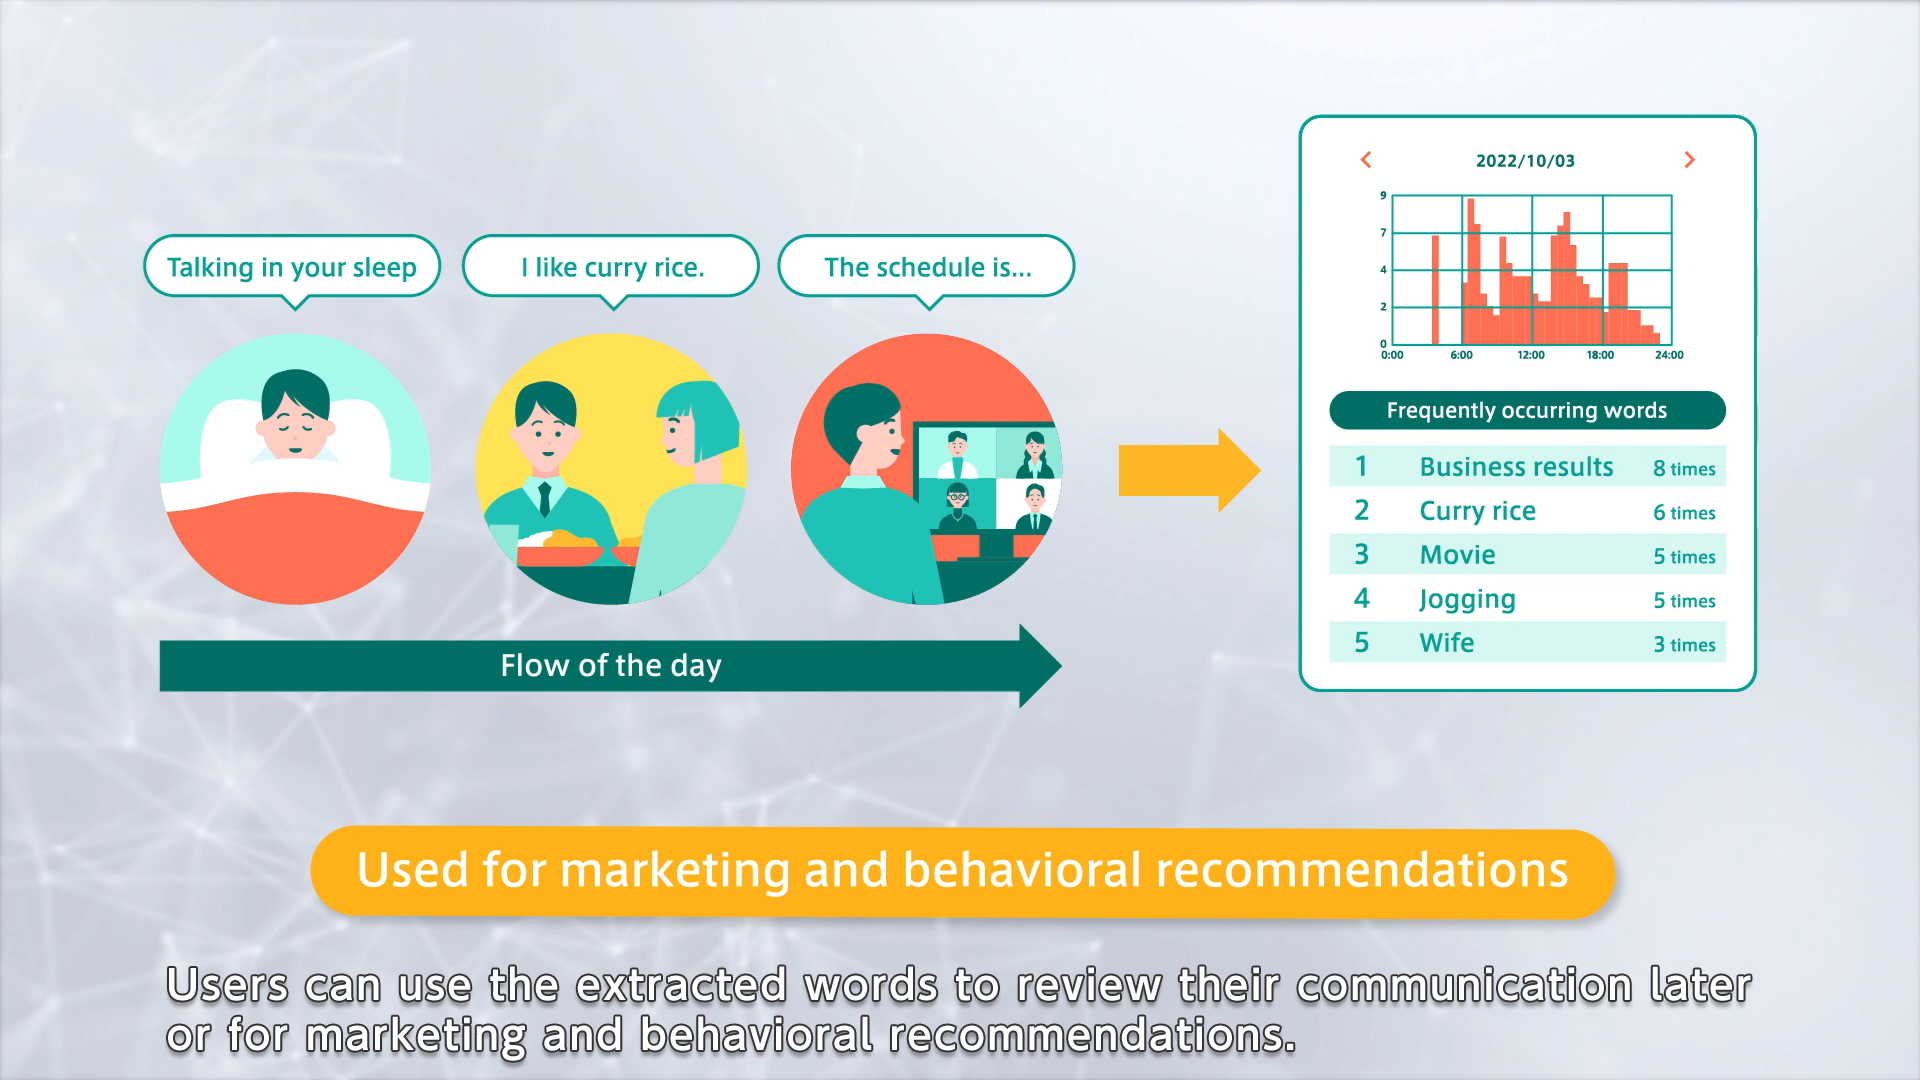 Talking in your sleep
I like curry rice.
The schedule is...
Flow of the day
2022/10/03
9
7
4
2
0
0:00 6:00 12:00 18:00 24:00
Frequently occurring words
1 Business results 8 times
2 Curry rice 6 times
3 Movie 5 times
4 Jogging 5 times
5 Wife 3 times
Used for marketing and behavioral recommendations
Users can use the extracted words to review their communication later
or for marketing and behavioral recommendations.